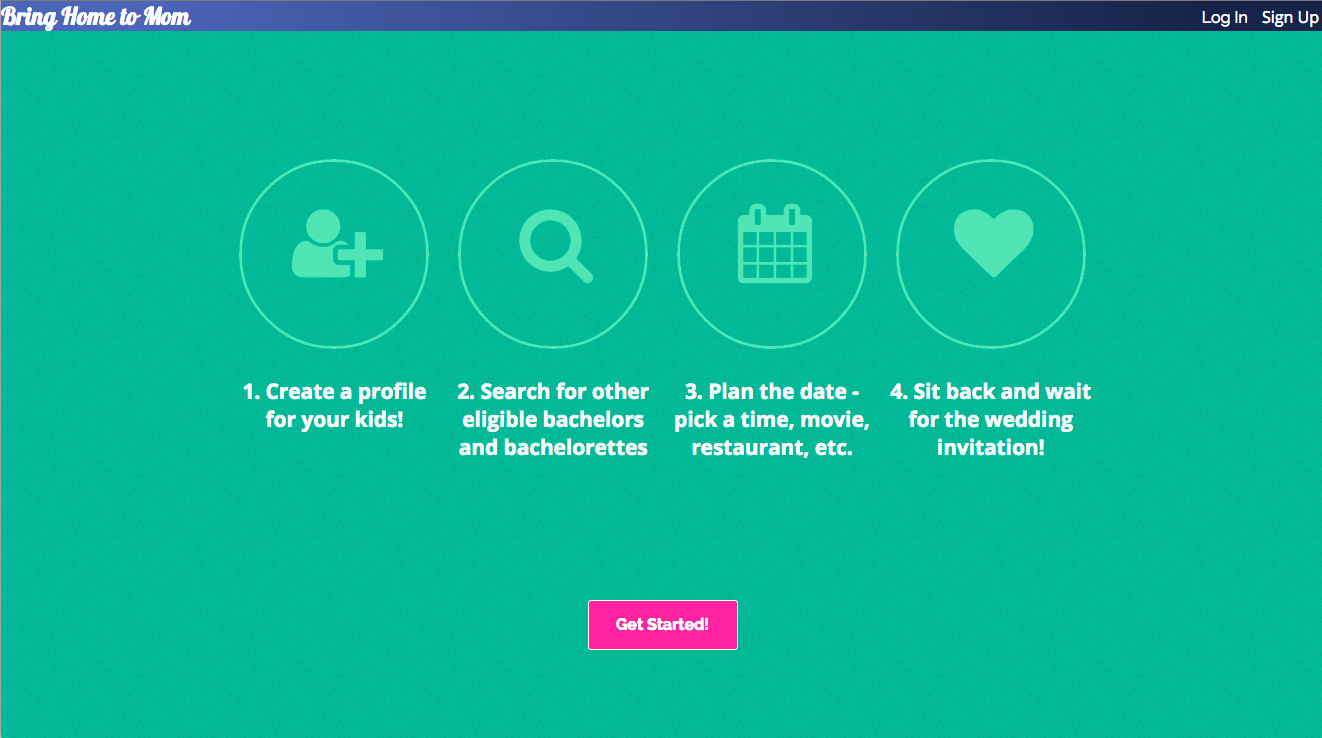 Bring Home to Mom
Log In Sign Up
1. Create a profile
for your kids!
2. Search for other
eligible bachelors
and bachelorettes
3. Plan the date -
pick a time, movie,
restaurant, etc.
4. Sit back and wait
for the wedding
invitation!
Get Started!